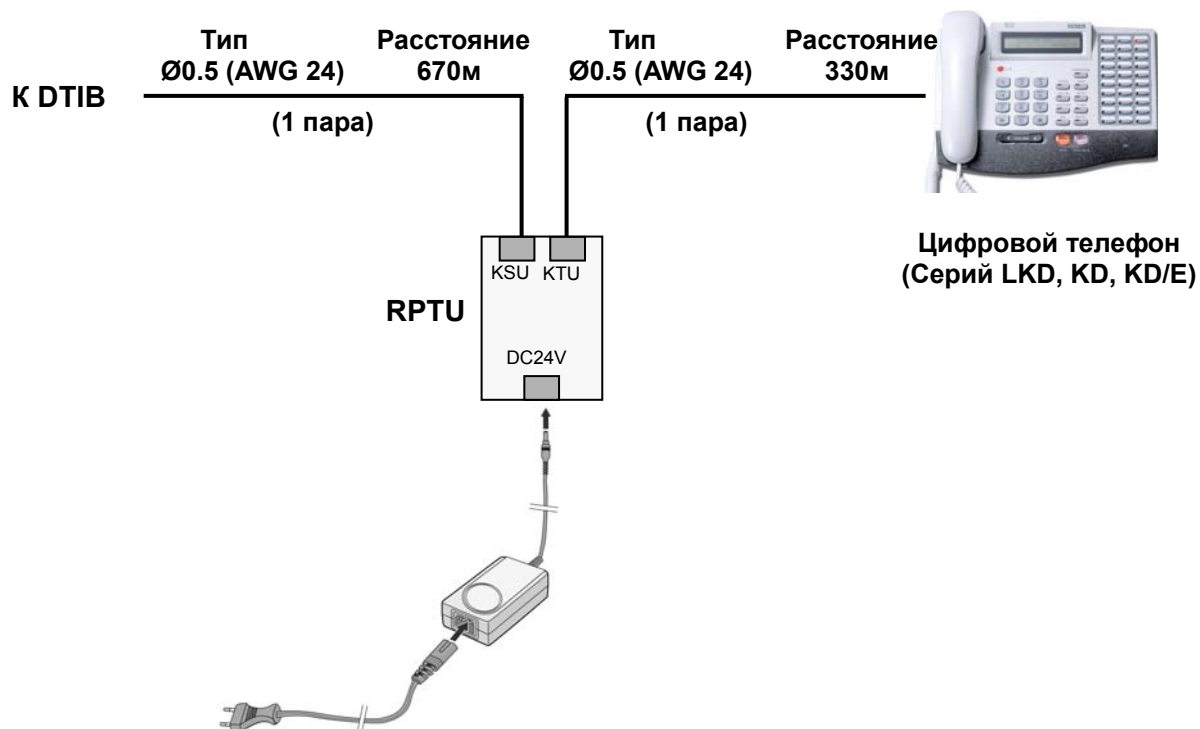 Тип
Расстояние
Тип
Расстояние
Ø0.5 (AWG 24)
670м
Ø0.5 (AWG 24)
330м
К DTIB
(1 пара)
(1 пара)
Цифровой телефон
(Серий LKD, KD, KD/E)
KSU
KTU
RPTU
DC24V